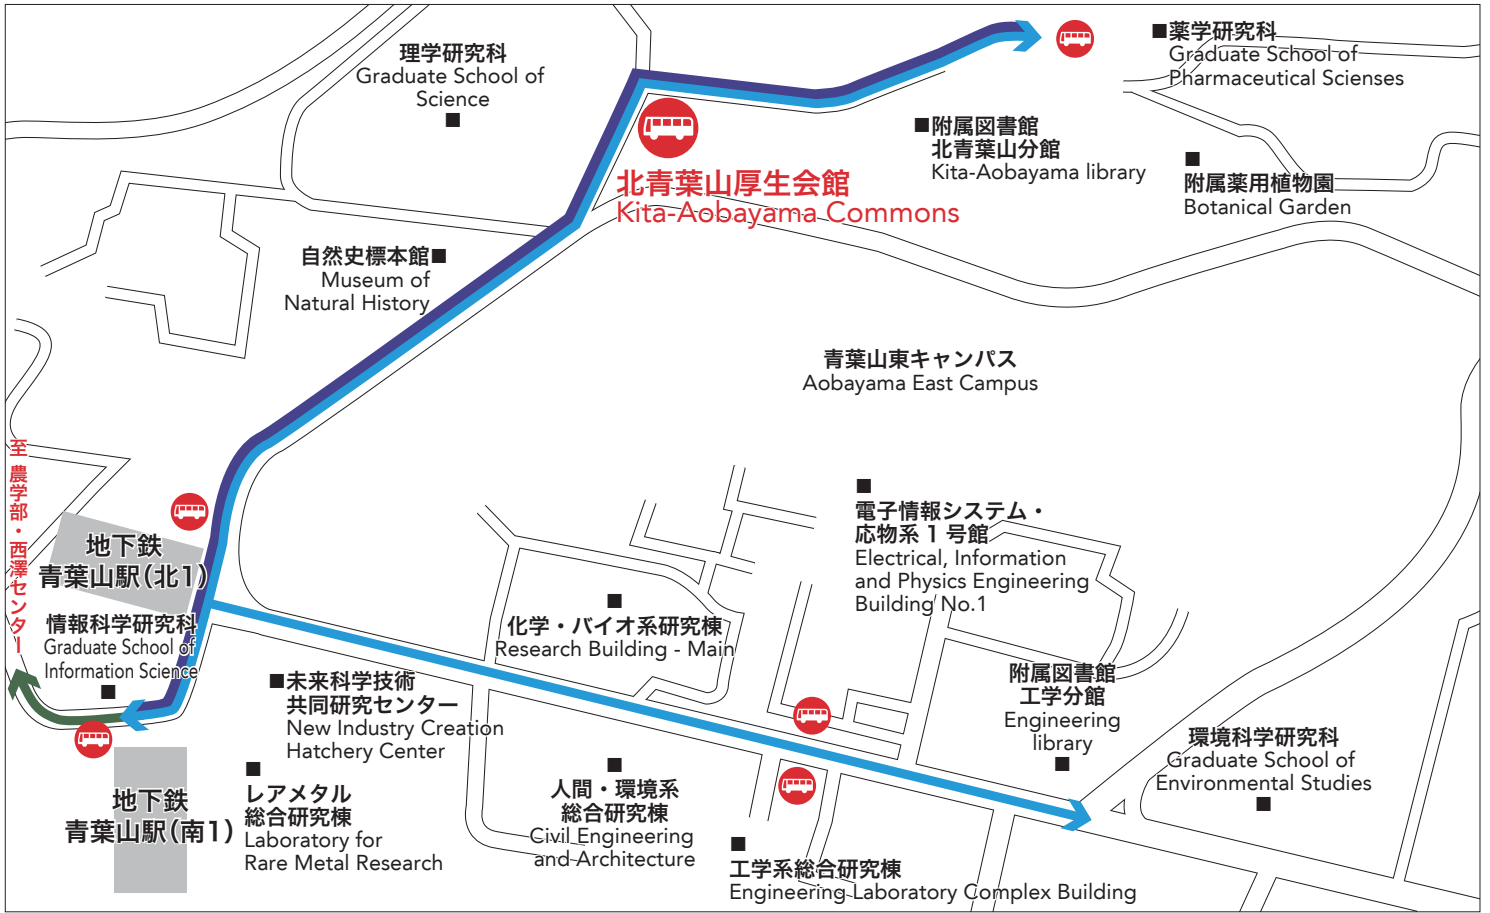 理学研究科
Graduate School of
Science
■薬学研究科
Graduate School of
Pharmaceutical Scienses
■附属図書館
北青葉山分館
Kita-Aobayama library
附属薬用植物園
Botanical Garden
北青葉山厚生会館
Kita-Aobayama Commons
自然史標本館■
Museum of
Natural History
青葉山東キャンパス
Aobayama East Campus
至 農学部・西澤センター
地下鉄
青葉山駅(北1)
情報科学研究科
Graduate School of
Information Science
電子情報システム・
応物系1号館
Electrical, Information
and Physics Engineering
Building No.1
化学・バイオ系研究棟
Research Building - Main
■未来科学技術
共同研究センター
New Industry Creation
Hatchery Center
附属図書館
工学分館
Engineering
library
環境科学研究科
Graduate School of
Environmental Studies
地下鉄
青葉山駅(南1)
レアメタル
総合研究棟
Laboratory for
Rare Metal Research
人間・環境系
総合研究棟
Civil Engineering
and Architecture
工学系総合研究棟
Engineering Laboratory Complex Building